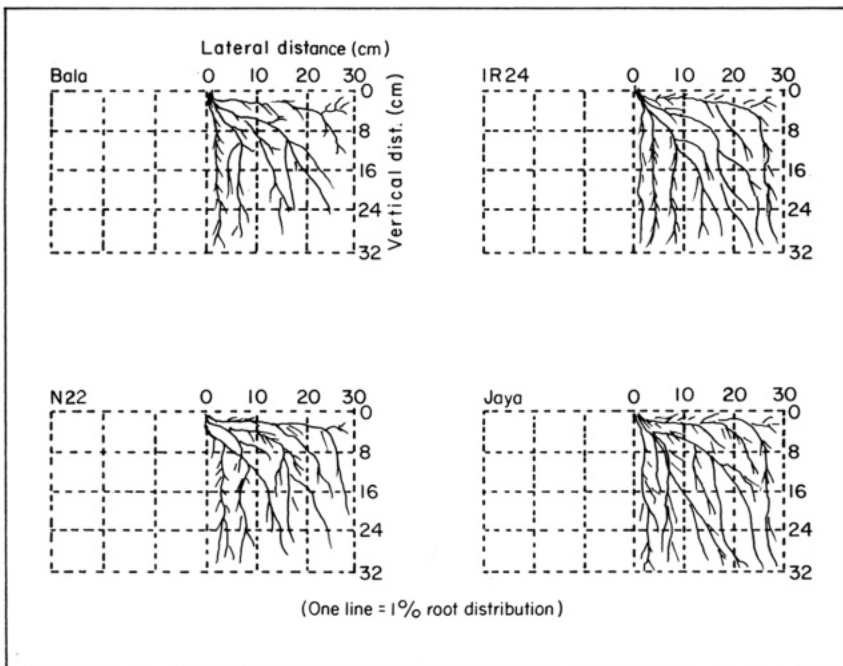 Lateral distance (cm)
Bala
0 10 20 30
0
8
16
24
32
Vertical dist. (cm)
IR24
0 10 20 30
0
8
16
24
32
N22
0 10 20 30
0
8
16
24
32
Jaya
0 10 20 30
0
8
16
24
32
(One line = 1% root distribution)